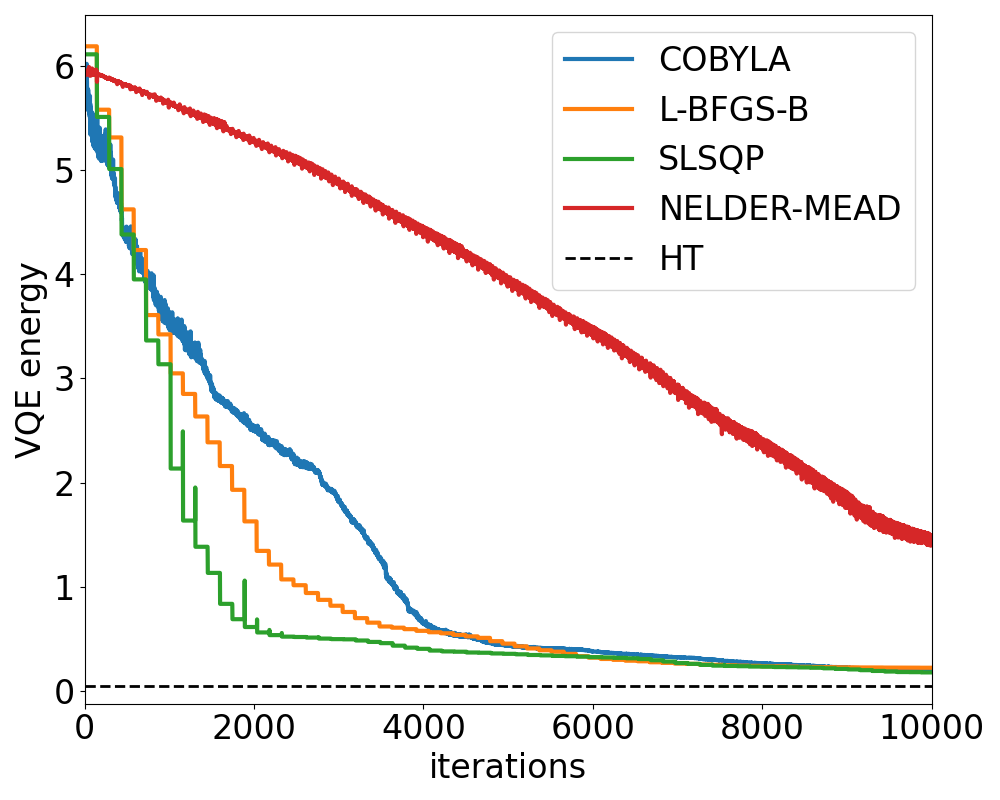 COBYLA
L-BFGS-B
SLSQP
NELDER-MEAD
HT
VQE energy
6
5
4
3
2
1
0
0 2000 4000 6000 8000 10000
iterations